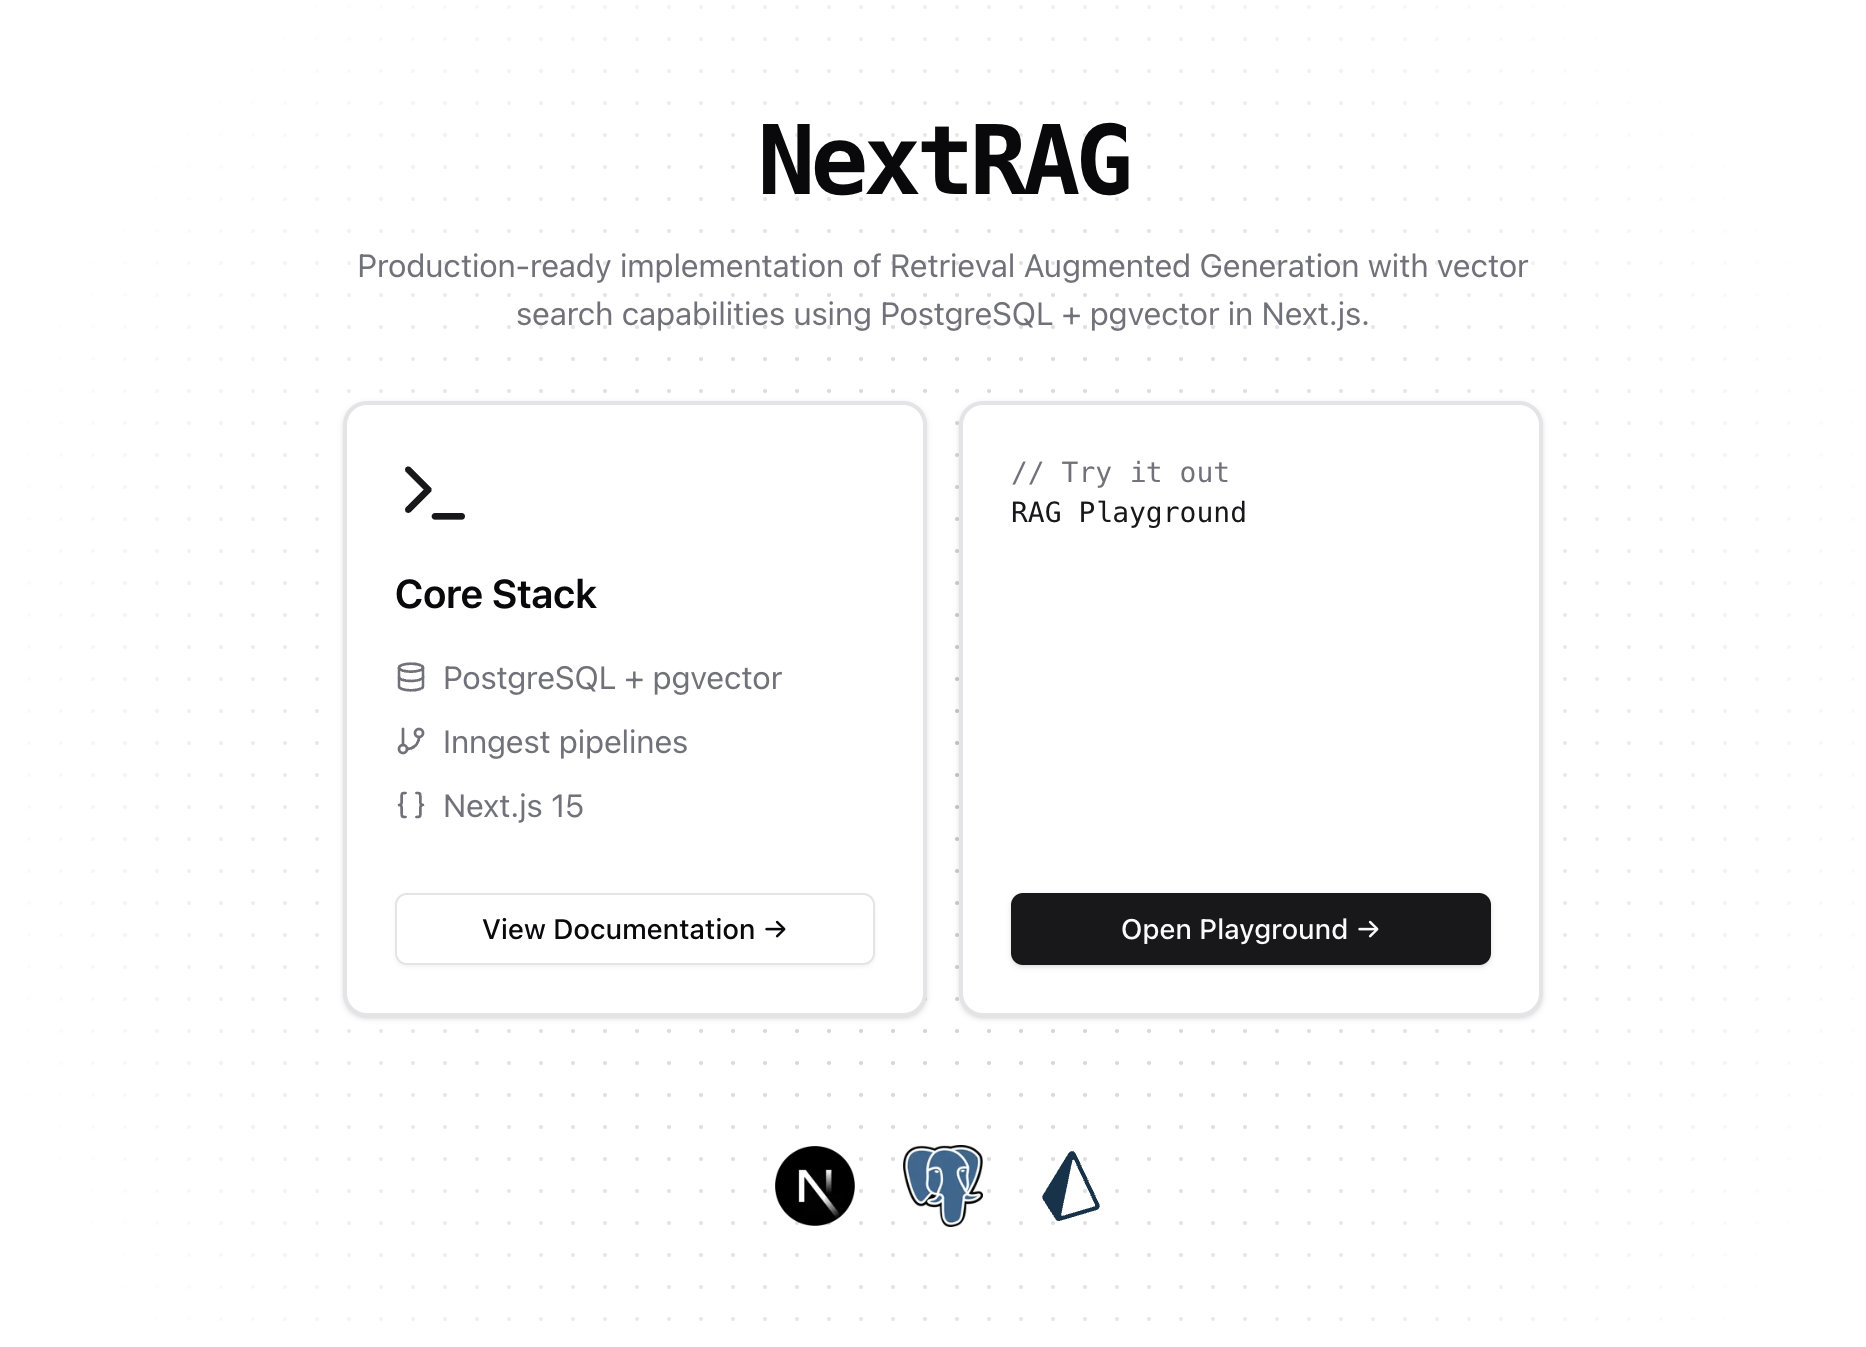 NextRAG
Production-ready implementation of Retrieval Augmented Generation with vector
search capabilities using PostgreSQL + pgvector in Next.js.
Core Stack
PostgreSQL + pgvector
Inngest pipelines
Next.js 15
View Documentation →
// Try it out
RAG Playground
Open Playground →